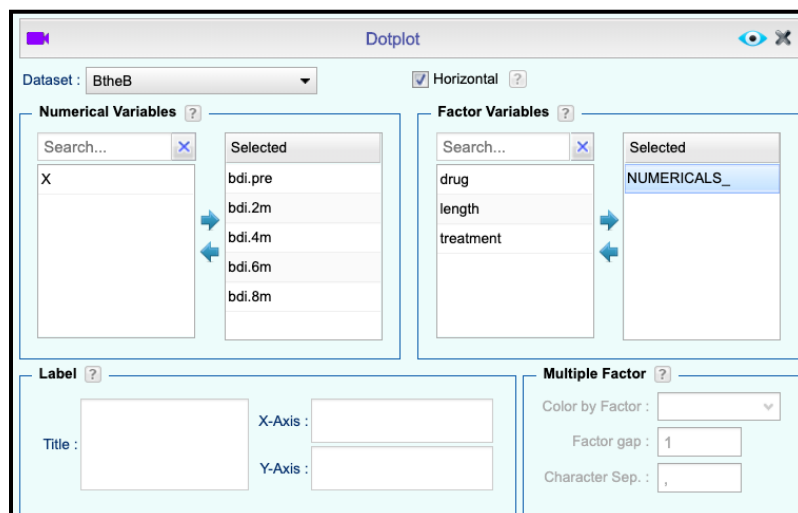 Dotplot
Dataset : BtheB
Horizontal ?
Numerical Variables ?
Search...
Selected
X
bdi.pre
bdi.2m
bdi.4m
bdi.6m
bdi.8m
Factor Variables ?
Search...
Selected
drug
length
treatment
NUMERICALS_
Label ?
Title :
X-Axis :
Y-Axis :
Multiple Factor ?
Color by Factor :
Factor gap : 1
Character Sep. : ,